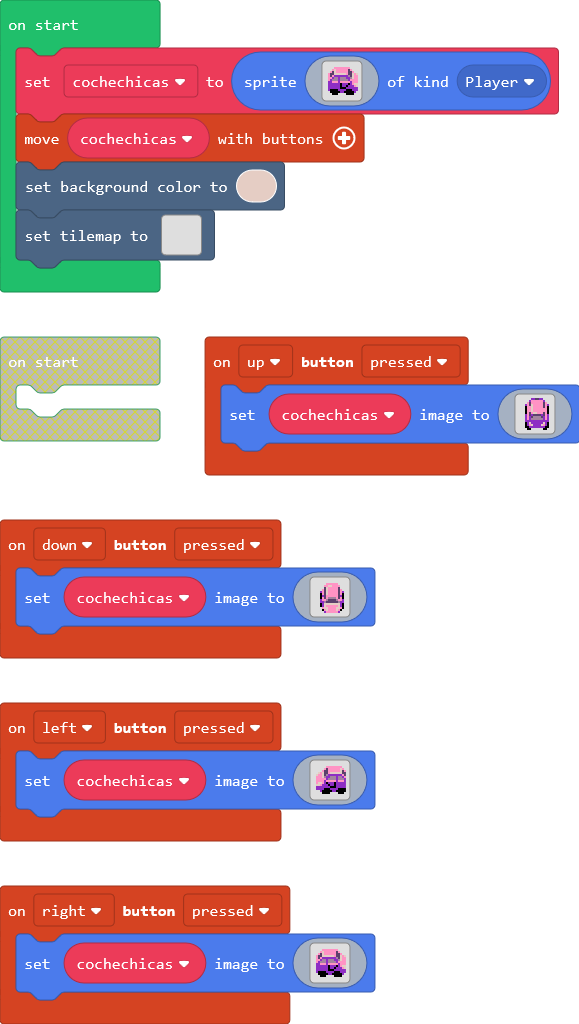 on start
set cochechicas to sprite of kind Player
move cochechicas with buttons
set background color to
set tilemap to
on start
on up button pressed
set cochechicas image to
on down button pressed
set cochechicas image to
on left button pressed
set cochechicas image to
on right button pressed
set cochechicas image to